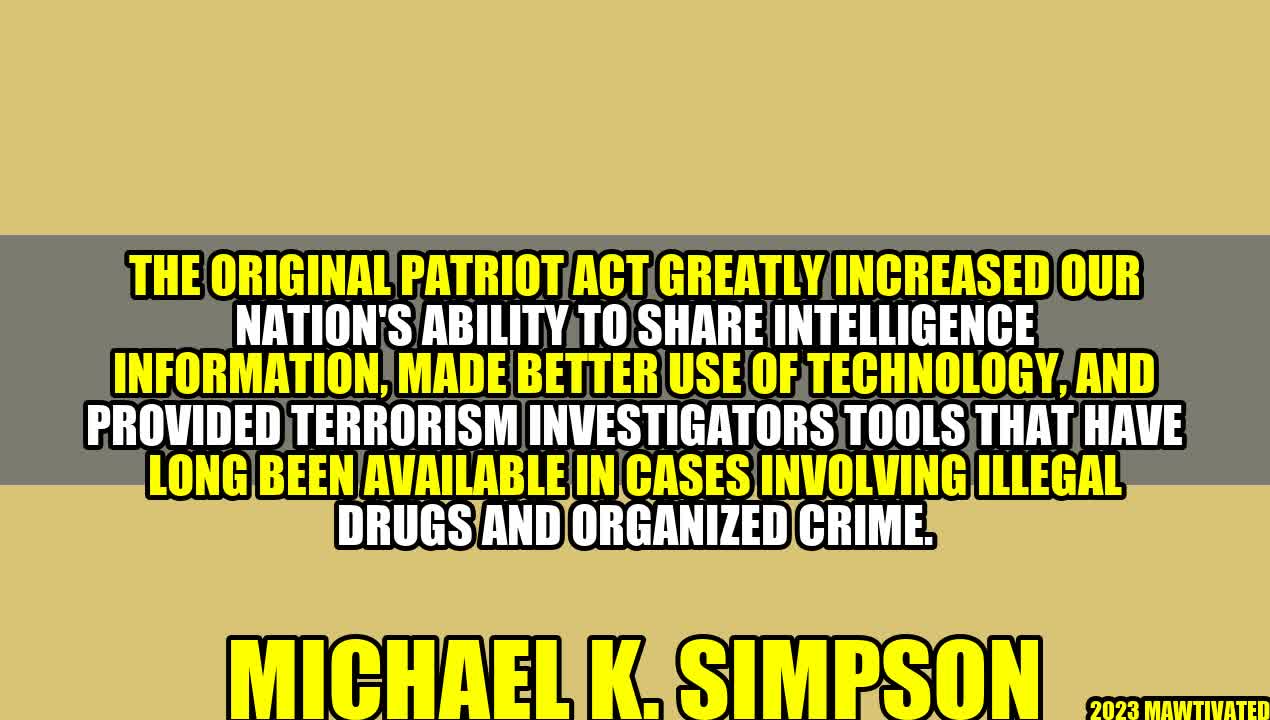 THE ORIGINAL PATRIOT ACT GREATLY INCREASED OUR
NATION'S ABILITY TO SHARE INTELLIGENCE
INFORMATION, MADE BETTER USE OF TECHNOLOGY, AND
PROVIDED TERRORISM INVESTIGATORS TOOLS THAT HAVE
LONG BEEN AVAILABLE IN CASES INVOLVING ILLEGAL
DRUGS AND ORGANIZED CRIME.
MICHAEL K. SIMPSON
2023 MAWTIVATED